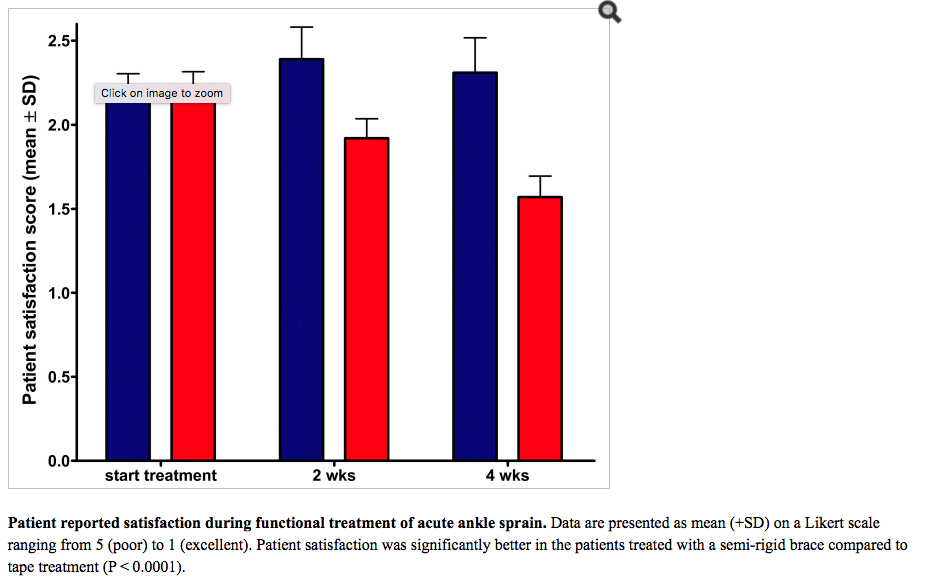 2.5
2.0
1.5
1.0
0.5
0.0
Patient satisfaction score (mean ± SD)
Click on image to zoom
start treatment 2 wks 4 wks
Patient reported satisfaction during functional treatment of acute ankle sprain. Data are presented as mean (+SD) on a Likert scale
ranging from 5 (poor) to 1 (excellent). Patient satisfaction was significantly better in the patients treated with a semi-rigid brace compared to
tape treatment (P < 0.0001).